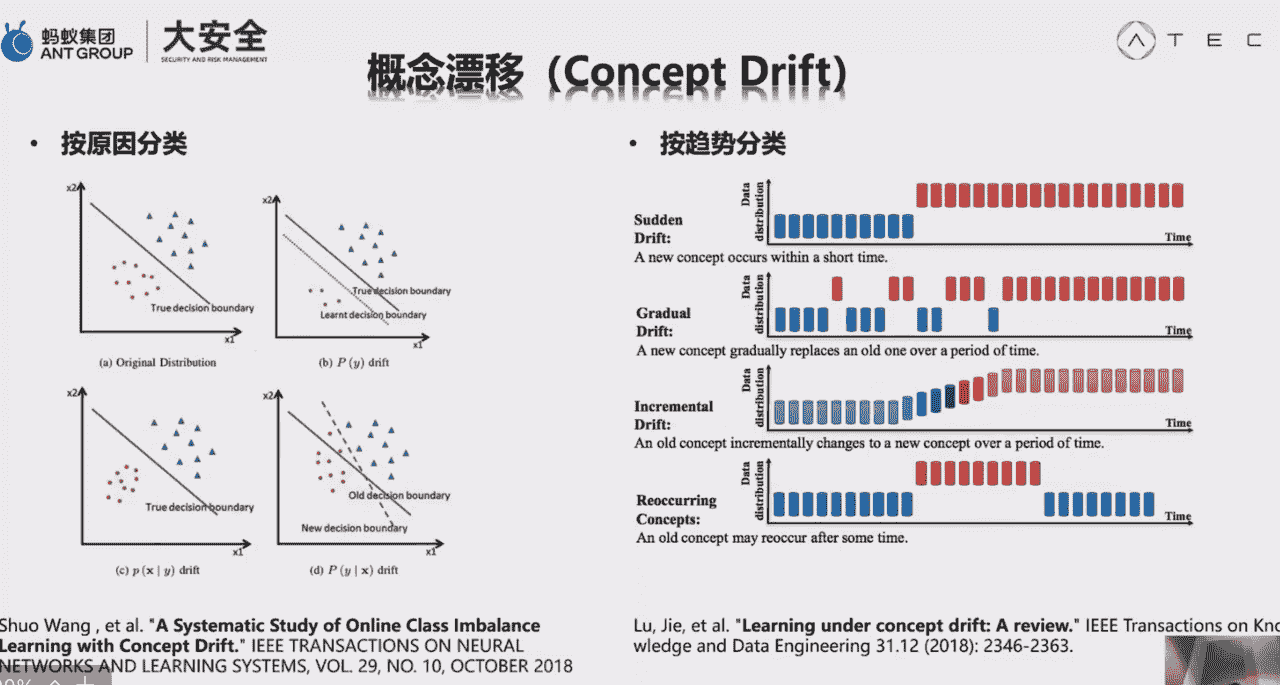 蚂蚁集团
ANT GROUP
大安全
SECURITY AND RISK MANAGEMENT
ATEC
概念漂移（Concept Drift）
• 按原因分类
x2
True decision boundary
x1
(a) Original Distribution
x2
True decision boundary
Learnt decision boundary
x1
(b) P (y) drift
x2
True decision boundary
x1
(c) p (x | y) drift
x2
Old decision boundary
New decision boundary
x1
(d) P (y | x) drift
Shuo Wang , et al. "A Systematic Study of Online Class Imbalance
Learning with Concept Drift." IEEE TRANSACTIONS ON NEURAL
NETWORKS AND LEARNING SYSTEMS, VOL. 29, NO. 10, OCTOBER 2018
• 按趋势分类
Data
distribution
Sudden
Drift:
Time
A new concept occurs within a short time.
Data
distribution
Gradual
Drift:
Time
A new concept gradually replaces an old one over a period of time.
Data
distribution
Incremental
Drift:
Time
An old concept incrementally changes to a new concept over a period of time.
Data
distribution
Reoccurring
Concepts:
Time
An old concept may reoccur after some time.
Lu, Jie, et al. "Learning under concept drift: A review." IEEE Transactions on Kno
wledge and Data Engineering 31.12 (2018): 2346-2363.